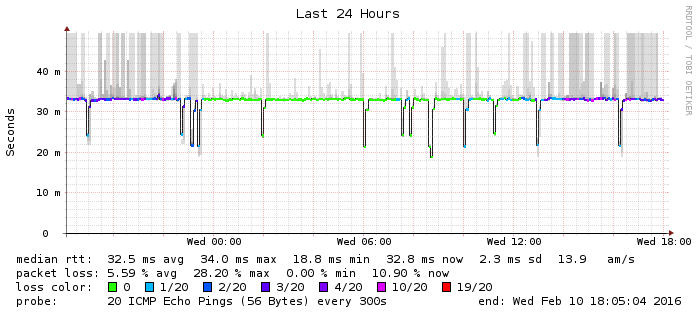 Last 24 Hours
RRDTOOL / TOBI OETIKER
Seconds
40 m
30 m
20 m
10 m
0
Wed 00:00 Wed 06:00 Wed 12:00 Wed 18:00
median rtt: 32.5 ms avg 34.0 ms max 18.8 ms min 32.8 ms now 2.3 ms sd 13.9 am/s
packet loss: 5.59 % avg 28.20 % max 0.00 % min 10.90 % now
loss color: 0 1/20 2/20 3/20 4/20 10/20 19/20
probe: 20 ICMP Echo Pings (56 Bytes) every 300s end: Wed Feb 10 18:05:04 2016